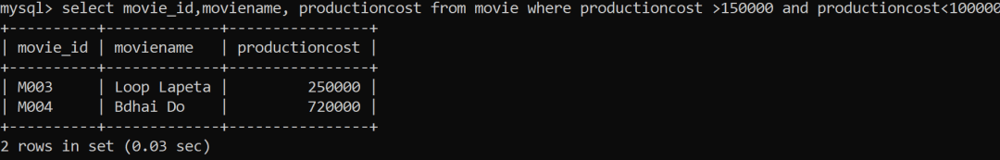 mysql> select movie_id,moviename, productioncost from movie where productioncost >150000 and productioncost<100000
+----------+-------------+----------------+
| movie_id | moviename   | productioncost |
+----------+-------------+----------------+
| M003     | Loop Lapeta |         250000 |
| M004     | Bdhai Do    |         720000 |
+----------+-------------+----------------+
2 rows in set (0.03 sec)